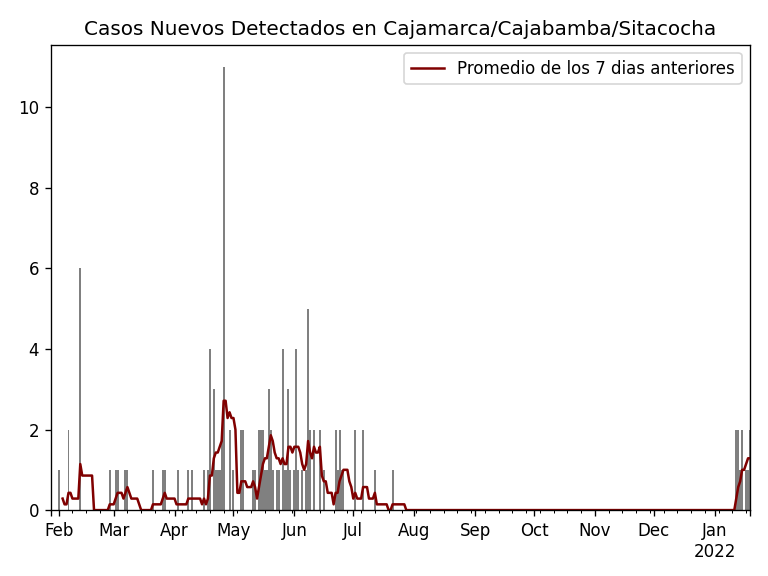 Casos Nuevos Detectados en Cajamarca/Cajabamba/Sitacocha
Promedio de los 7 dias anteriores
10
8
6
4
2
0
Feb Mar Apr May Jun Jul Aug Sep Oct Nov Dec Jan
2022